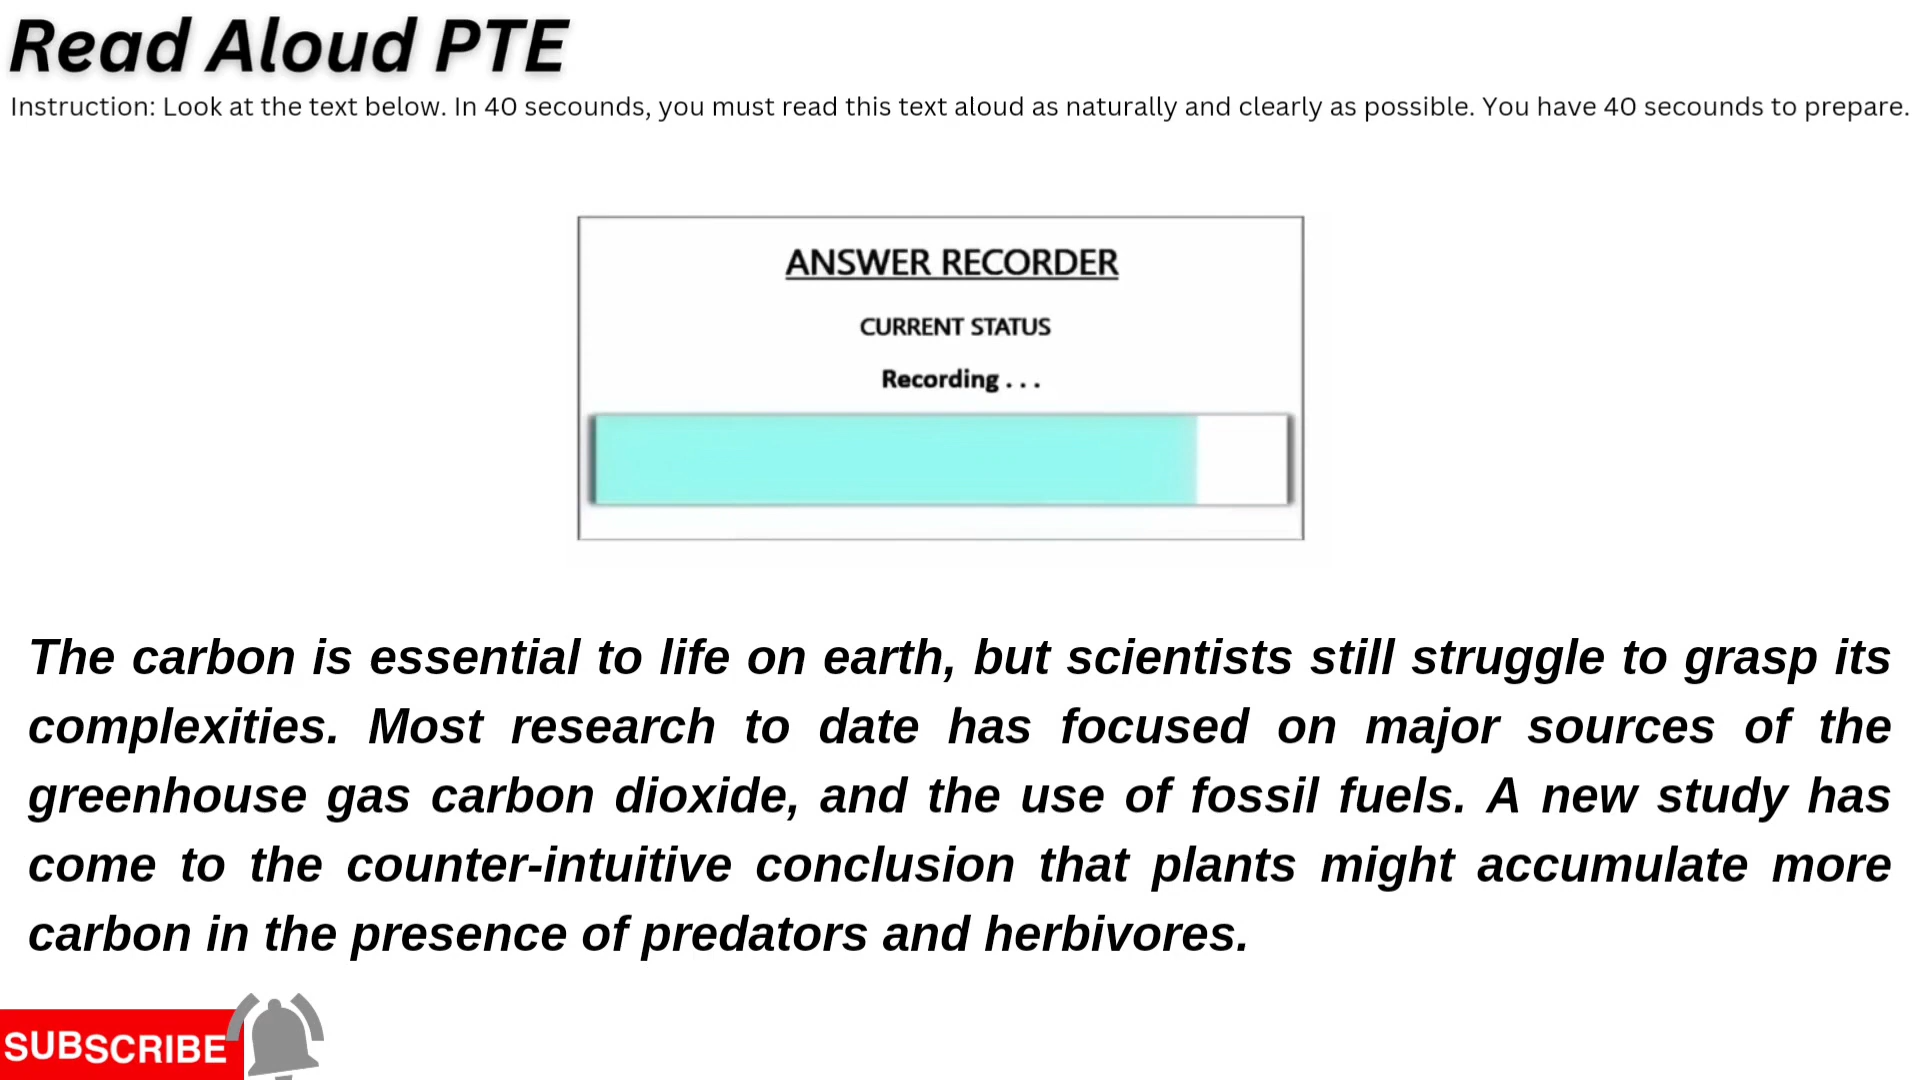 Read Aloud PTE
Instruction: Look at the text below. In 40 secounds, you must read this text aloud as naturally and clearly as possible. You have 40 secounds to prepare.
ANSWER RECORDER
CURRENT STATUS
Recording . . .
The carbon is essential to life on earth, but scientists still struggle to grasp its
complexities. Most research to date has focused on major sources of the
greenhouse gas carbon dioxide, and the use of fossil fuels. A new study has
come to the counter-intuitive conclusion that plants might accumulate more
carbon in the presence of predators and herbivores.
SUBSCRIBE